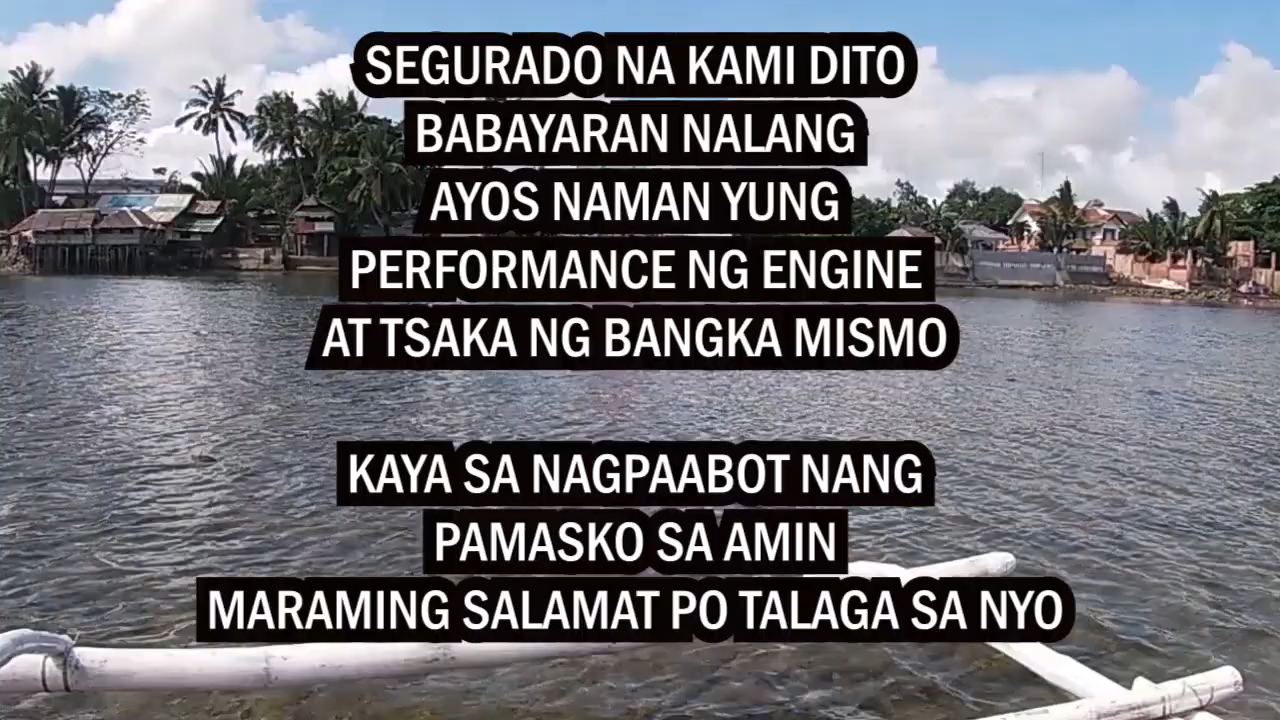 SEGURADO NA KAMI DITO
BABAYARAN NALANG
AYOS NAMAN YUNG
PERFORMANCE NG ENGINE
AT TSAKA NG BANGKA MISMO
KAYA SA NAGPAABOT NANG
PAMASKO SA AMIN
MARAMING SALAMAT PO TALAGA SA NYO